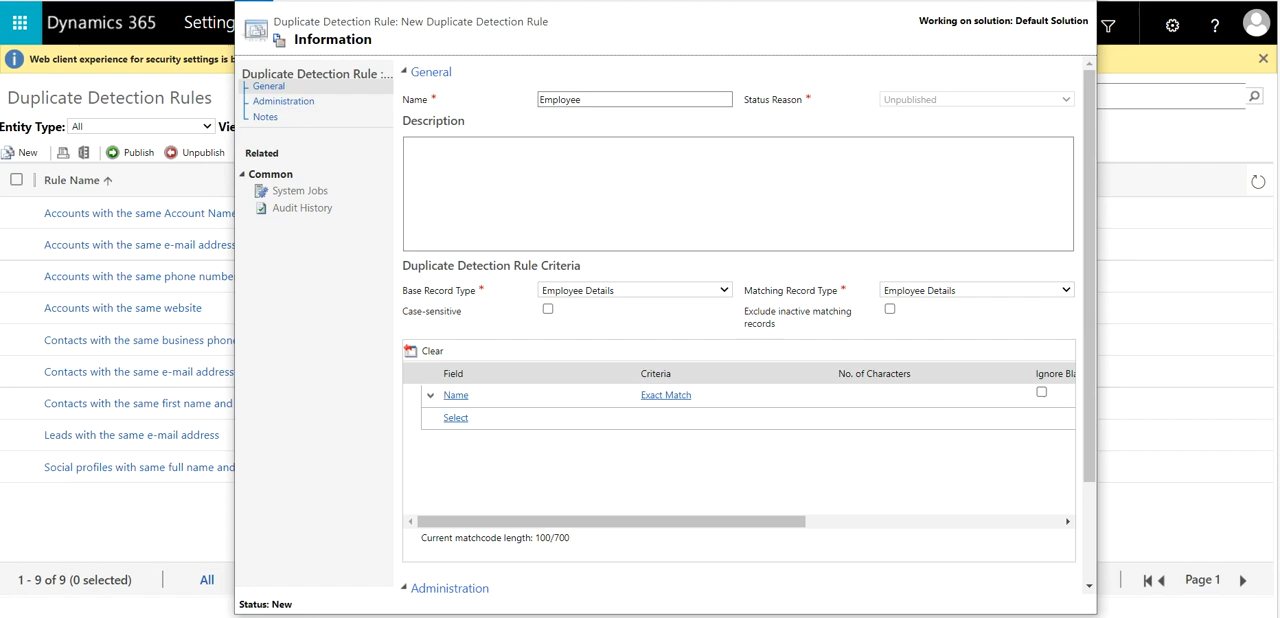 Dynamics 365
Setting
Web client experience for security settings is b
Duplicate Detection Rules
Entity Type: All Vie
New Publish Unpublish
Rule Name
Accounts with the same Account Name
Accounts with the same e-mail address
Accounts with the same phone numbe
Accounts with the same website
Contacts with the same business phon
Contacts with the same e-mail address
Contacts with the same first name and
Leads with the same e-mail address
Social profiles with same full name and
1 - 9 of 9 (0 selected) All
Duplicate Detection Rule: New Duplicate Detection Rule
Information
Working on solution: Default Solution
?
Duplicate Detection Rule :...
General
Administration
Notes
Related
Common
System Jobs
Audit History
General
Name * Employee Status Reason * Unpublished
Description
Duplicate Detection Rule Criteria
Base Record Type * Employee Details Matching Record Type * Employee Details
Case-sensitive Exclude inactive matching
records
Clear
Field Criteria No. of Characters Ignore Bla
Name Exact Match
Select
Current matchcode length: 100/700
Administration
Status: New
Page 1